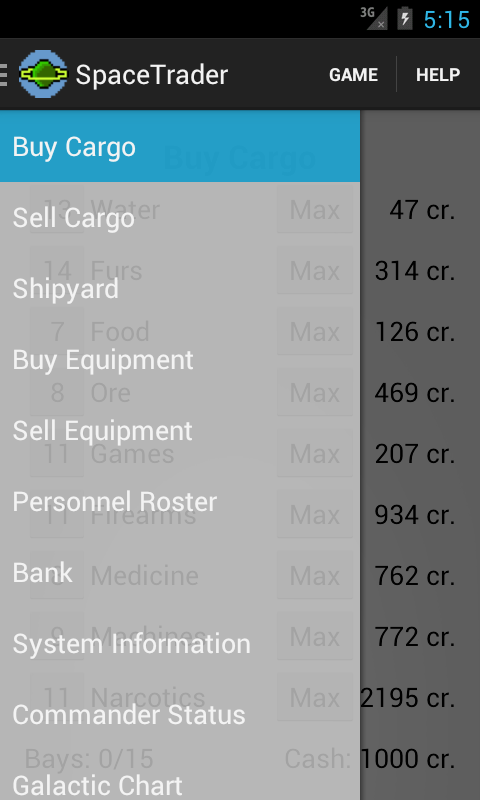 3G 5:15
SpaceTrader GAME HELP
Buy Cargo
Buy Cargo
13 Water Max 47 cr.
Sell Cargo
14 Furs Max 314 cr.
Shipyard
7 Food Max 126 cr.
Buy Equipment
8 Ore Max 469 cr.
Sell Equipment
11 Games Max 207 cr.
Personnel Roster
11 Firearms Max 934 cr.
Bank
Medicine Max 762 cr.
System Information
9 Machines Max 772 cr.
11 Narcotics Max 2195 cr.
Commander Status
Bays: 0/15 Cash: 1000 cr.
Galactic Chart